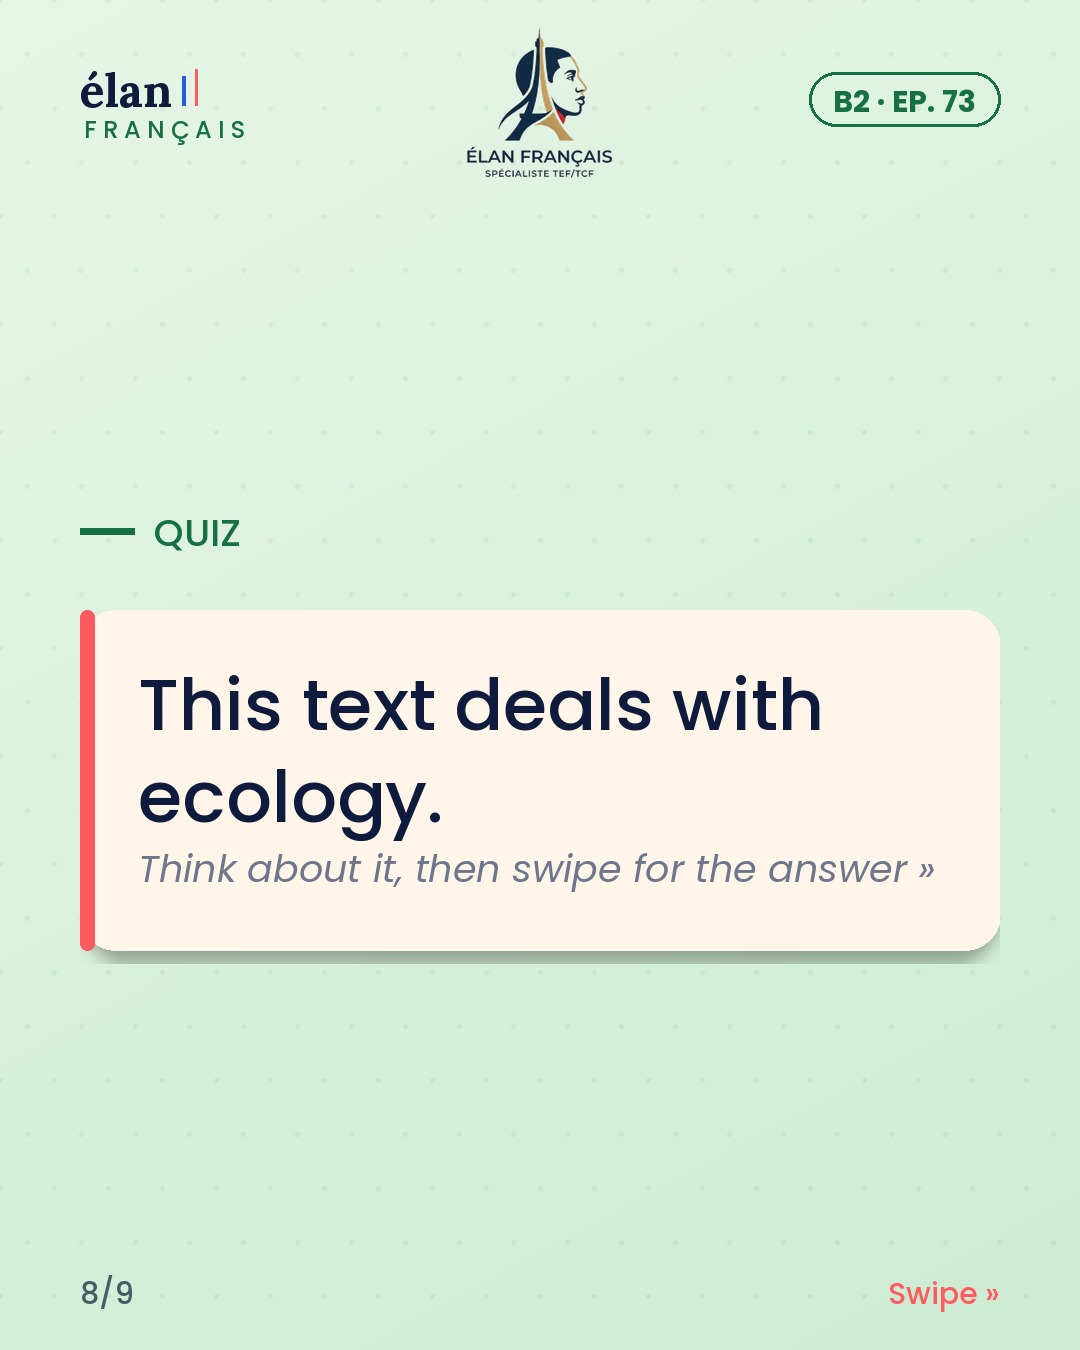 élan
FRANÇAIS
ÉLAN FRANÇAIS
SPÉCIALISTE TEF/TCF
B2 · EP. 73
QUIZ
This text deals with
ecology.
Think about it, then swipe for the answer »
8/9
Swipe »